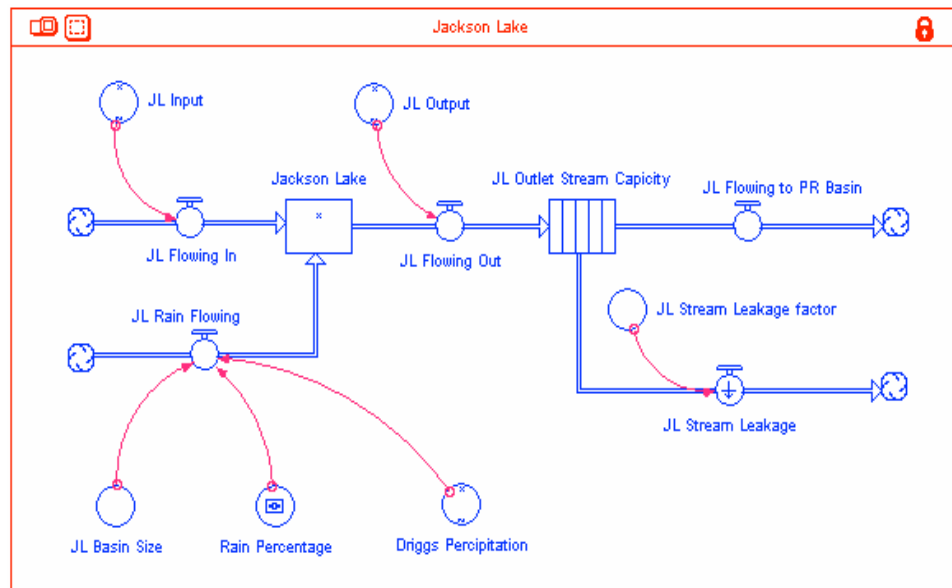 Jackson Lake
JL Input
JL Output
Jackson Lake
JL Outlet Stream Capicity
JL Flowing to PR Basin
JL Flowing In
JL Flowing Out
JL Rain Flowing
JL Stream Leakage factor
JL Stream Leakage
JL Basin Size
Rain Percentage
Driggs Percipitation